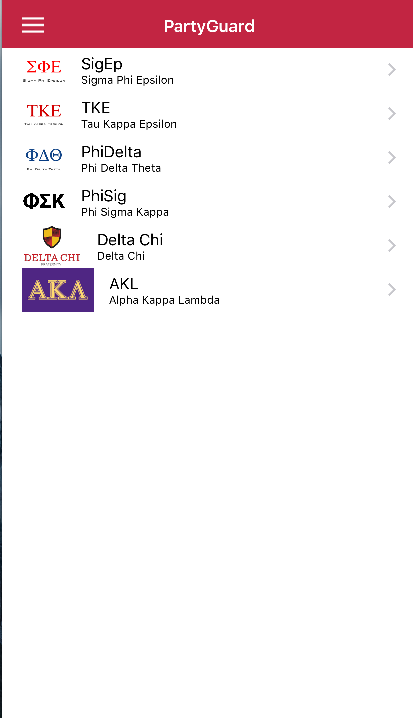 PartyGuard
ΣΦΕ
SigEp
Sigma Phi Epsilon
TKE
TKE
Tau Kappa Epsilon
ΦΔΘ
PhiDelta
Phi Delta Theta
ΦΣΚ
PhiSig
Phi Sigma Kappa
DELTA CHI
Delta Chi
Delta Chi
ΑΚΛ
AKL
Alpha Kappa Lambda